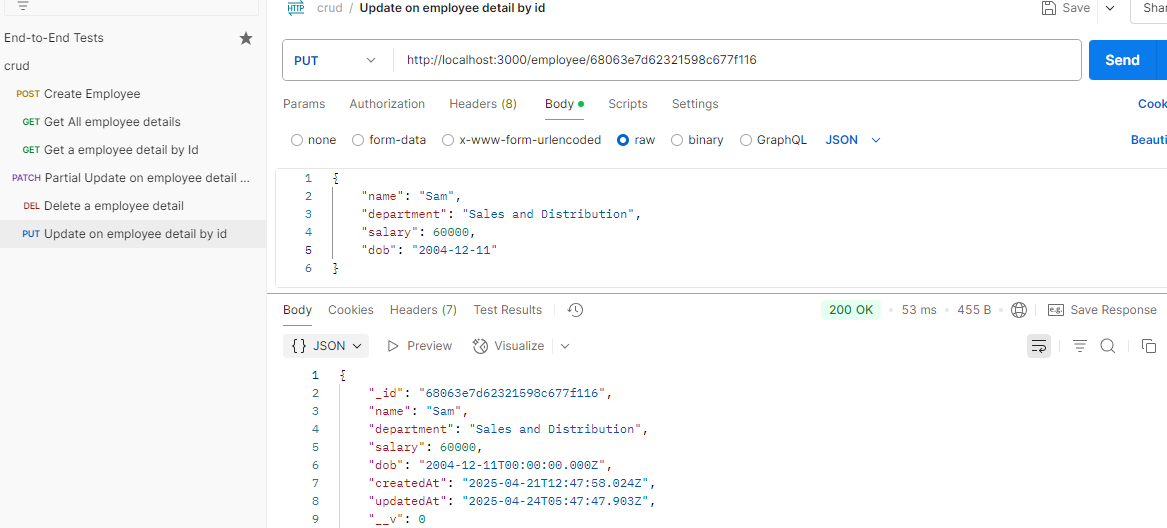 HTTP crud / Update on employee detail by id Save Shar
End-to-End Tests
crud
POST Create Employee
GET Get All employee details
GET Get a employee detail by Id
PATCH Partial Update on employee detail ...
DEL Delete a employee detail
PUT Update on employee detail by id
PUT http://localhost:3000/employee/68063e7d62321598c677f116 Send
Params Authorization Headers (8) Body Scripts Settings Cook
none form-data x-www-form-urlencoded raw binary GraphQL JSON Beauti
1 {
2 "name": "Sam",
3 "department": "Sales and Distribution",
4 "salary": 60000,
5 "dob": "2004-12-11"
6 }
Body Cookies Headers (7) Test Results 200 OK • 53 ms • 455 B e.g. Save Response
{} JSON Preview Visualize
1 {
2 "_id": "68063e7d62321598c677f116",
3 "name": "Sam",
4 "department": "Sales and Distribution",
5 "salary": 60000,
6 "dob": "2004-12-11T00:00:00.000Z",
7 "createdAt": "2025-04-21T12:47:58.024Z",
8 "updatedAt": "2025-04-24T05:47:47.903Z",
9 "__v": 0